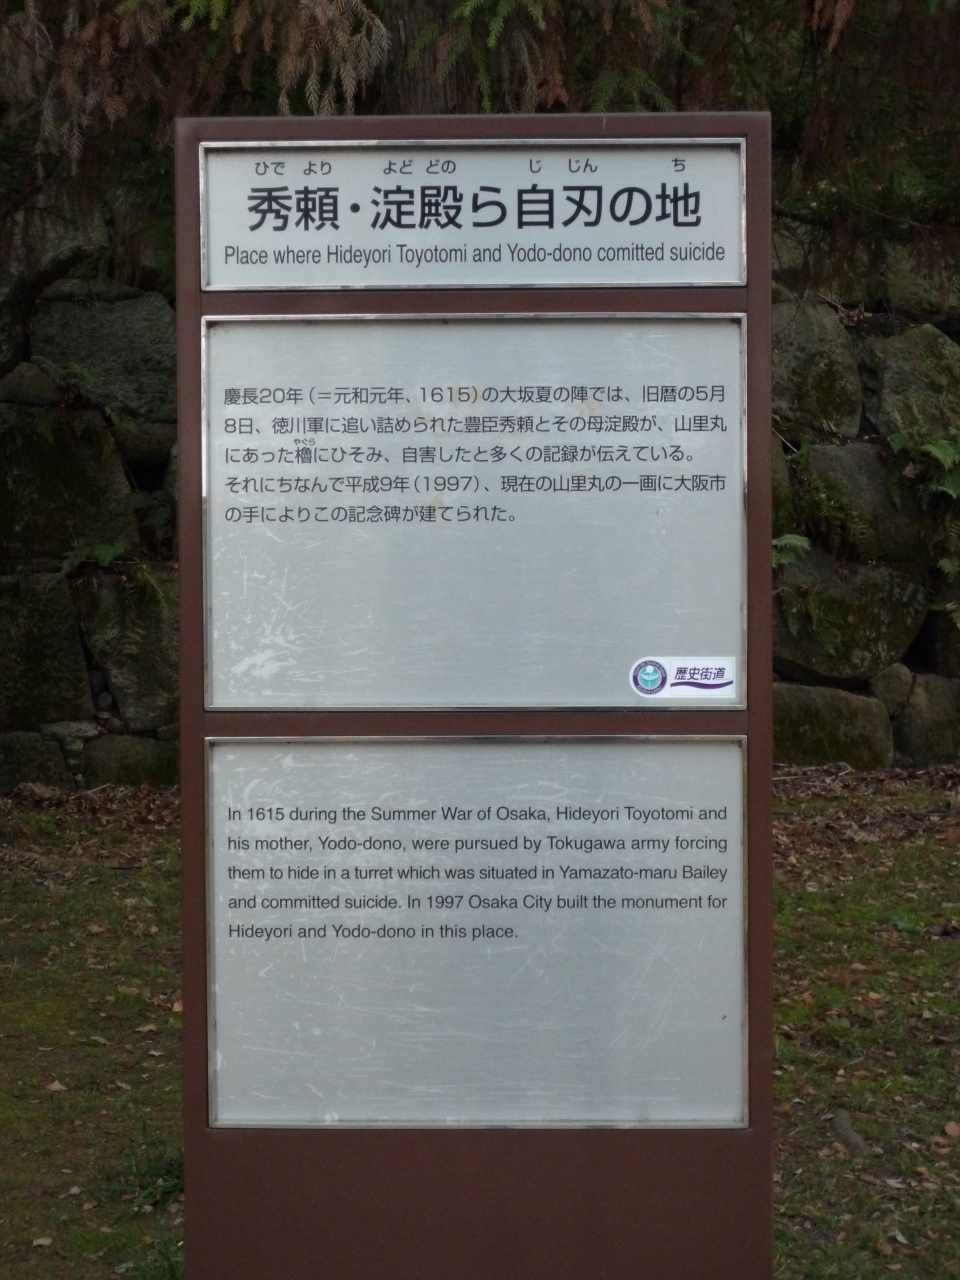 ひで より よど どの じ じん ち
秀頼・淀殿ら自刃の地
Place where Hideyori Toyotomi and Yodo-dono comitted suicide
慶長20年（＝元和元年、1615）の大坂夏の陣では、旧暦の5月
8日、徳川軍に追い詰められた豊臣秀頼とその母淀殿が、山里丸
やぐら
にあった櫓にひそみ、自害したと多くの記録が伝えている。
それにちなんで平成9年（1997）、現在の山里丸の一画に大阪市
の手によりこの記念碑が建てられた。
歴史街道
In 1615 during the Summer War of Osaka, Hideyori Toyotomi and
his mother, Yodo-dono, were pursued by Tokugawa army forcing
them to hide in a turret which was situated in Yamazato-maru Bailey
and committed suicide. In 1997 Osaka City built the monument for
Hideyori and Yodo-dono in this place.